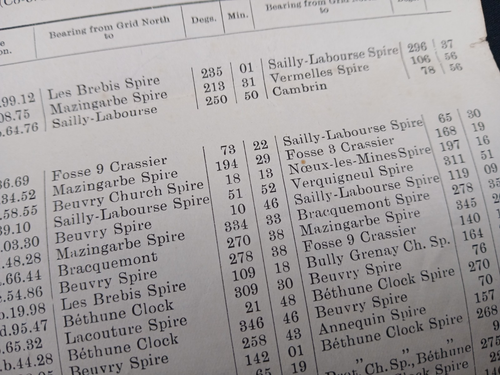 Bearing from Grid North to Degs. Min. Bearing from Grid North to
.99.12 Les Brebis Spire 235 01 Sailly-Labourse Spire 296 37
08.75 Mazingarbe Spire 213 31 Vermelles Spire 106 56
.64.76 Sailly-Labourse 250 50 Cambrin 78 56
36.69 Fosse 9 Crassier 73 22 Sailly-Labourse Spire 65 30
34.52 Mazingarbe Spire 194 29 Fosse 3 Crassier 168 19
.58.55 Beuvry Church Spire 18 13 Nœux-les-Mines Spire 197 16
39.10 Sailly-Labourse Spire 51 52 Verquigneul Spire 311 51
.03.30 Beuvry Spire 10 46 Sailly-Labourse Spire 119 09
.48.28 Mazingarbe Spire 334 33 Bracquemont Spire 278 35
.66.44 Bracquemont 270 38 Mazingarbe Spire 345
e.54.86 Beuvry Spire 278 38 Fosse 9 Crassier 140
b.19.98 Les Brebis Spire 109 18 Bully Grenay Ch. Sp. 164
d.95.47 Béthune Clock 309 30 Beuvry Spire 76
.65.32 Lacouture Spire 21 48 Béthune Clock Spire 270
b.44.28 Béthune Clock 346 46 Beuvry Spire 70
Beuvry Spire 258 43 Annequin Spire 157
142 01 Béthune Clock Spire 268
65 19 " " 275
Ch.Sp., Béthune